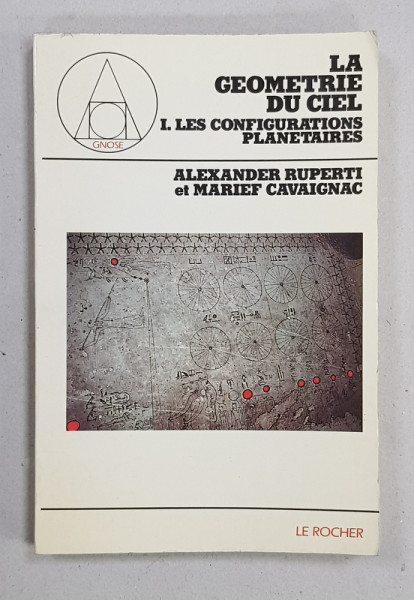 GNOSE
LA
GEOMETRIE
DU CIEL
I. LES CONFIGURATIONS
PLANETAIRES
ALEXANDER RUPERTI
et MARIEF CAVAIGNAC
LE ROCHER